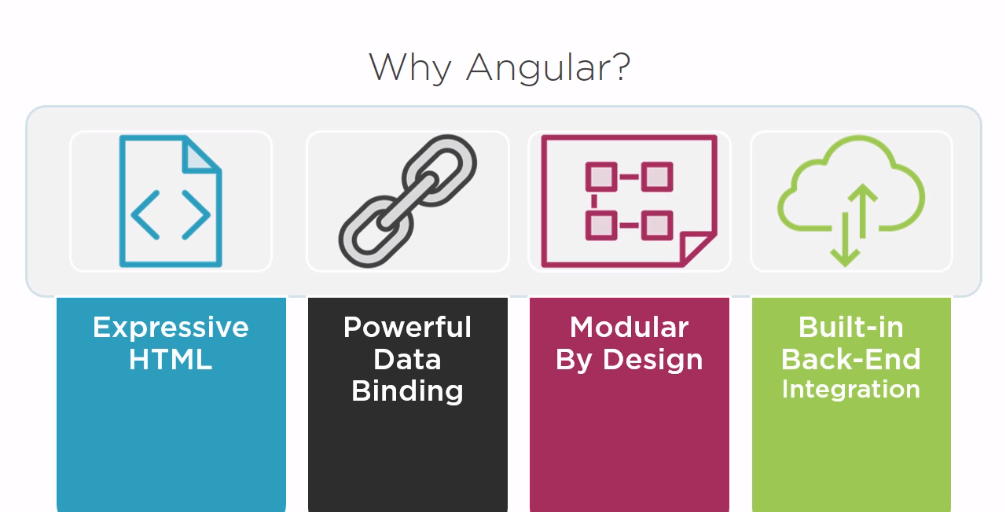 Why Angular?
Expressive
HTML
Powerful
Data
Binding
Modular
By Design
Built-in
Back-End
Integration